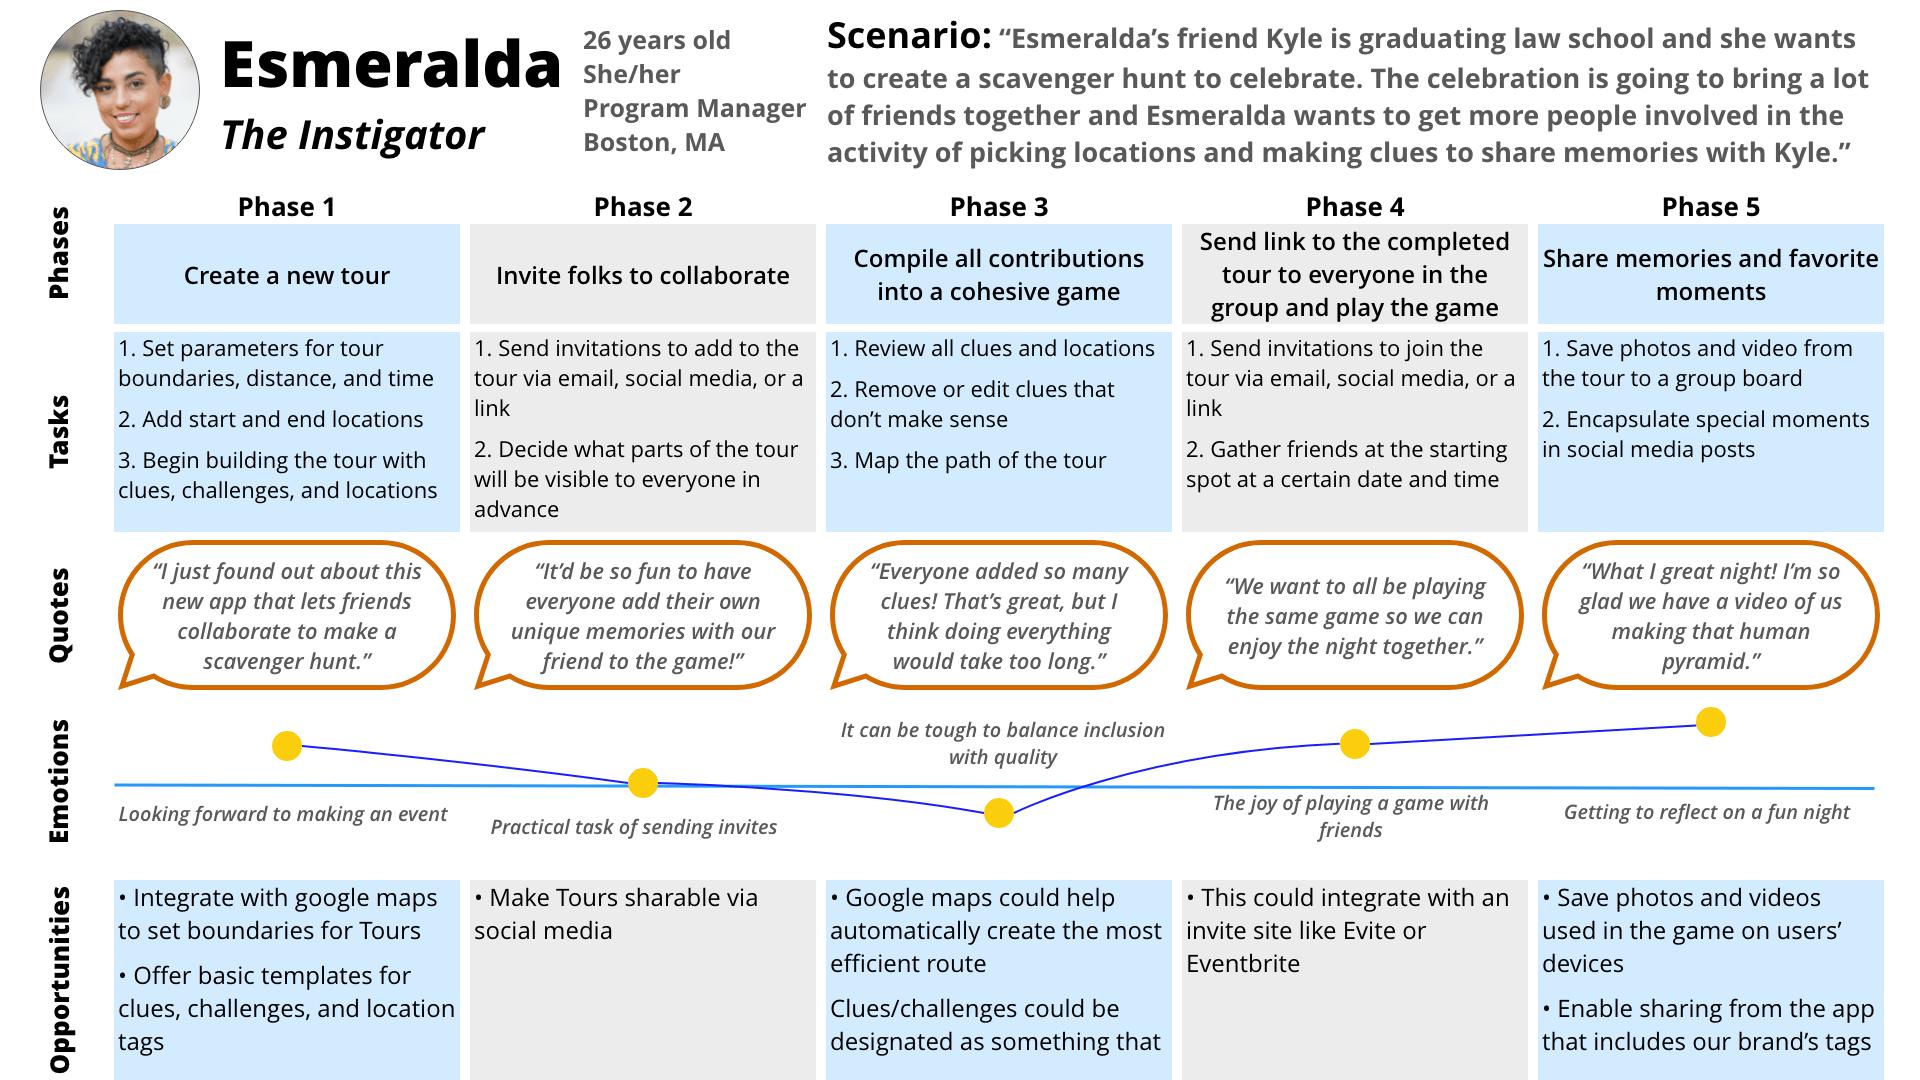 Esmeralda
The Instigator
26 years old
She/her
Program Manager
Boston, MA
Scenario: “Esmeralda’s friend Kyle is graduating law school and she wants
to create a scavenger hunt to celebrate. The celebration is going to bring a lot
of friends together and Esmeralda wants to get more people involved in the
activity of picking locations and making clues to share memories with Kyle.”
Phases
Phase 1
Phase 2
Phase 3
Phase 4
Phase 5
Create a new tour
Invite folks to collaborate
Compile all contributions
into a cohesive game
Send link to the completed
tour to everyone in the
group and play the game
Share memories and favorite
moments
Tasks
1. Set parameters for tour
boundaries, distance, and time
2. Add start and end locations
3. Begin building the tour with
clues, challenges, and locations
1. Send invitations to add to the
tour via email, social media, or a
link
2. Decide what parts of the tour
will be visible to everyone in
advance
1. Review all clues and locations
2. Remove or edit clues that
don’t make sense
3. Map the path of the tour
1. Send invitations to join the
tour via email, social media, or a
link
2. Gather friends at the starting
spot at a certain date and time
1. Save photos and video from
the tour to a group board
2. Encapsulate special moments
in social media posts
Quotes
“I just found out about this
new app that lets friends
collaborate to make a
scavenger hunt.”
“It’d be so fun to have
everyone add their own
unique memories with our
friend to the game!”
“Everyone added so many
clues! That’s great, but I
think doing everything
would take too long.”
“We want to all be playing
the same game so we can
enjoy the night together.”
“What I great night! I’m so
glad we have a video of us
making that human
pyramid.”
Emotions
Looking forward to making an event
Practical task of sending invites
It can be tough to balance inclusion
with quality
The joy of playing a game with
friends
Getting to reflect on a fun night
Opportunities
• Integrate with google maps
to set boundaries for Tours
• Offer basic templates for
clues, challenges, and location
tags
• Make Tours sharable via
social media
• Google maps could help
automatically create the most
efficient route
Clues/challenges could be
designated as something that
• This could integrate with an
invite site like Evite or
Eventbrite
• Save photos and videos
used in the game on users’
devices
• Enable sharing from the app
that includes our brand’s tags